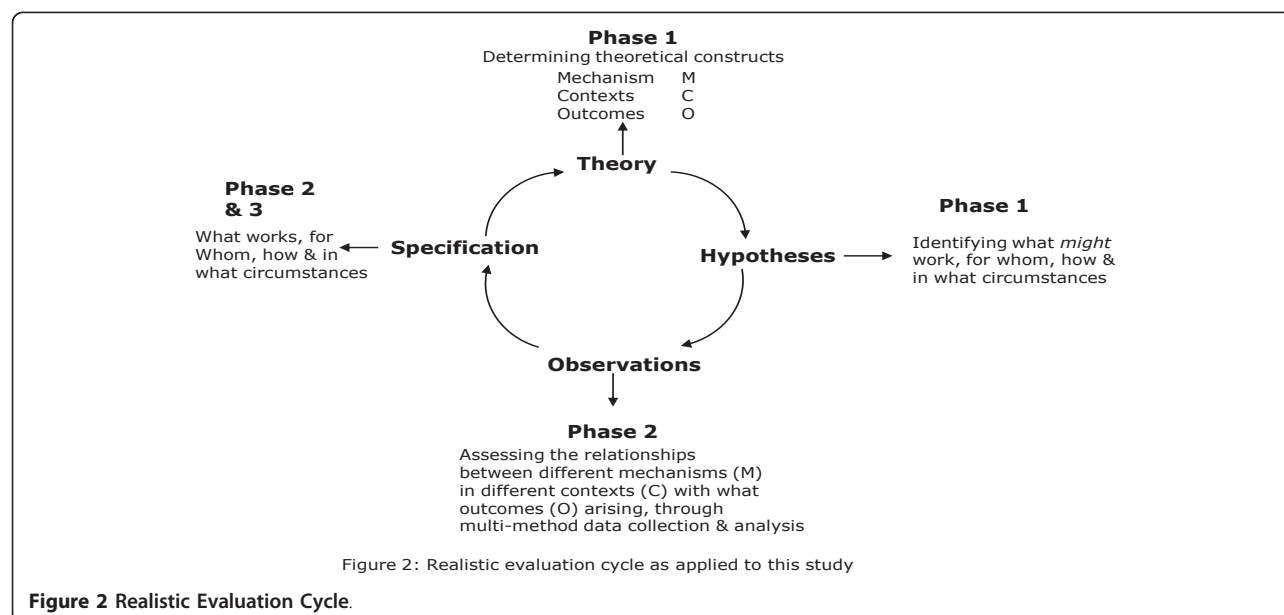 Phase 1
Determining theoretical constructs
Mechanism M
Contexts C
Outcomes O
Theory
Phase 2
& 3
What works, for
Whom, how & in
what circumstances
Specification
Hypotheses
Phase 1
Identifying what might
work, for whom, how &
in what circumstances
Observations
Phase 2
Assessing the relationships
between different mechanisms (M)
in different contexts (C) with what
outcomes (O) arising, through
multi-method data collection & analysis
Figure 2: Realistic evaluation cycle as applied to this study
Figure 2 Realistic Evaluation Cycle.